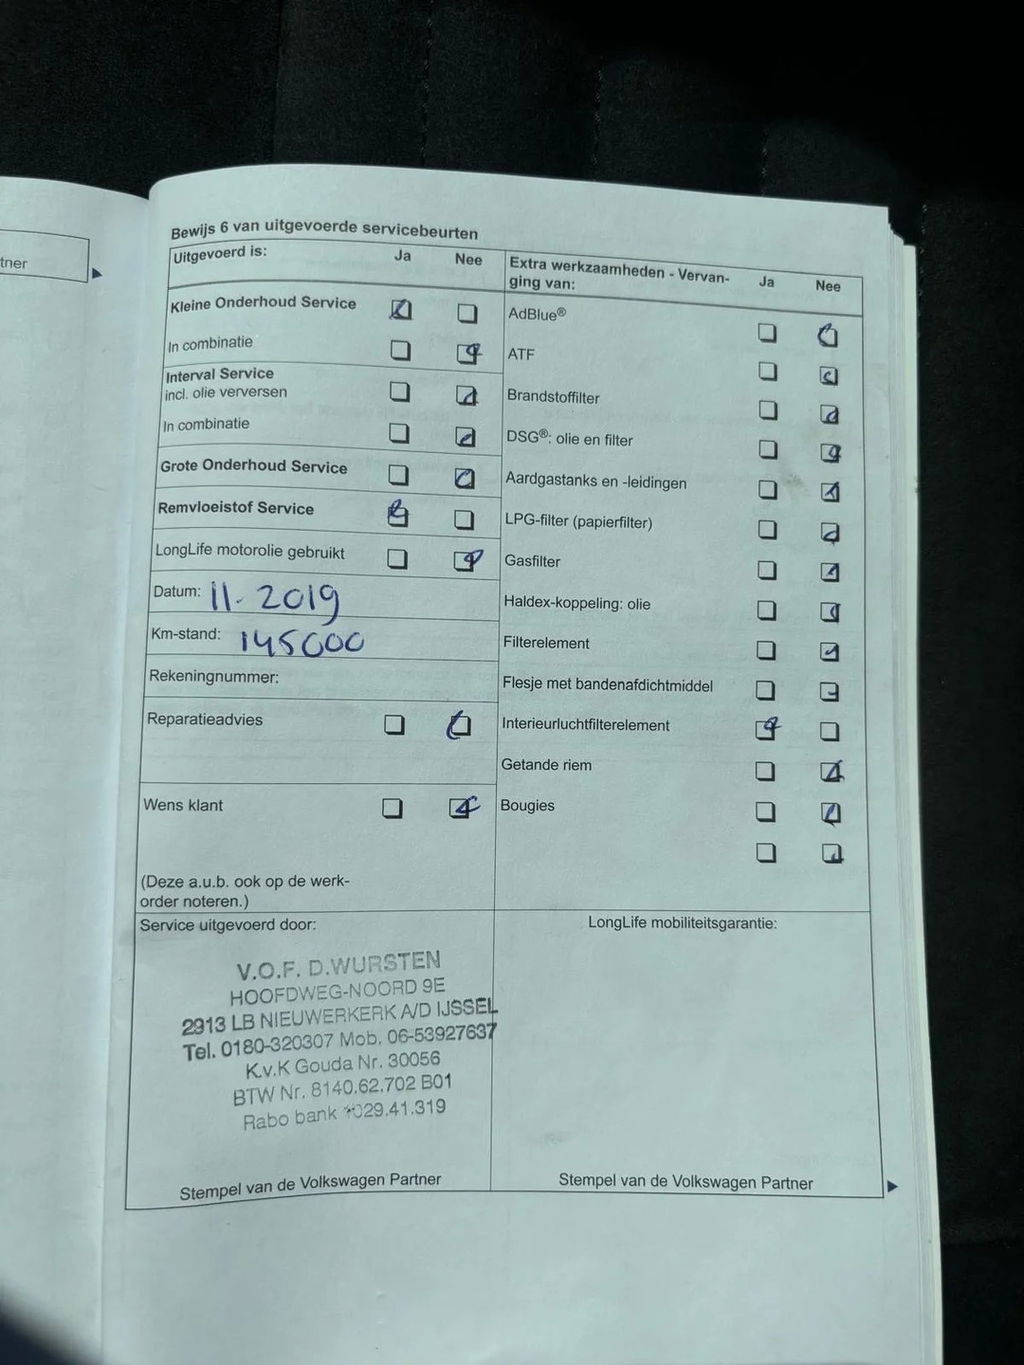 tner
Bewijs 6 van uitgevoerde servicebeurten
Uitgevoerd is: Ja Nee
Kleine Onderhoud Service
In combinatie
Interval Service
incl. olie verversen
In combinatie
Grote Onderhoud Service
Remvloeistof Service
LongLife motorolie gebruikt
Datum: 11-2019
Km-stand: 145000
Rekeningnummer:
Reparatieadvies
Wens klant
(Deze a.u.b. ook op de werk-
order noteren.)
Extra werkzaamheden - Vervan-
ging van: Ja Nee
AdBlue®
ATF
Brandstoffilter
DSG®: olie en filter
Aardgastanks en -leidingen
LPG-filter (papierfilter)
Gasfilter
Haldex-koppeling: olie
Filterelement
Flesje met bandenafdichtmiddel
Interieurluchtfilterelement
Getande riem
Bougies
Service uitgevoerd door:
V.O.F. D.WURSTEN
HOOFDWEG-NOORD 9E
2913 LB NIEUWERKERK A/D IJSSEL
Tel. 0180-320307 Mob. 06-53927637
K.v.K Gouda Nr. 30056
BTW Nr. 8140.62.702 B01
Rabo bank
Stempel van de Volkswagen Partner
LongLife mobiliteitsgarantie:
Stempel van de Volkswagen Partner